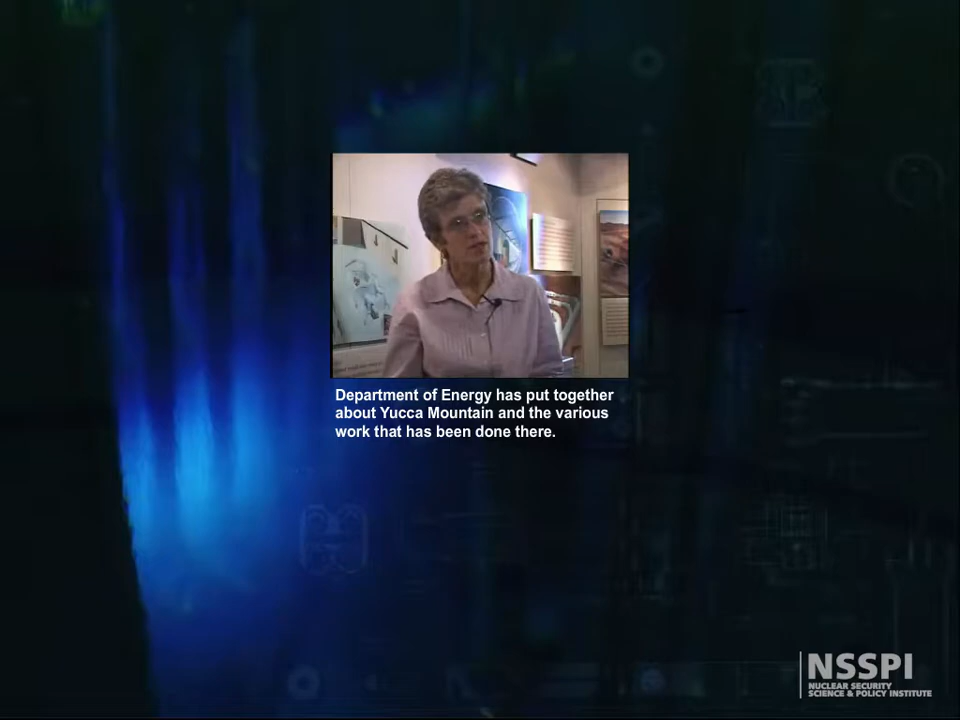 Department of Energy has put together
about Yucca Mountain and the various
work that has been done there.
NSSPI
NUCLEAR SECURITY
SCIENCE & POLICY INSTITUTE